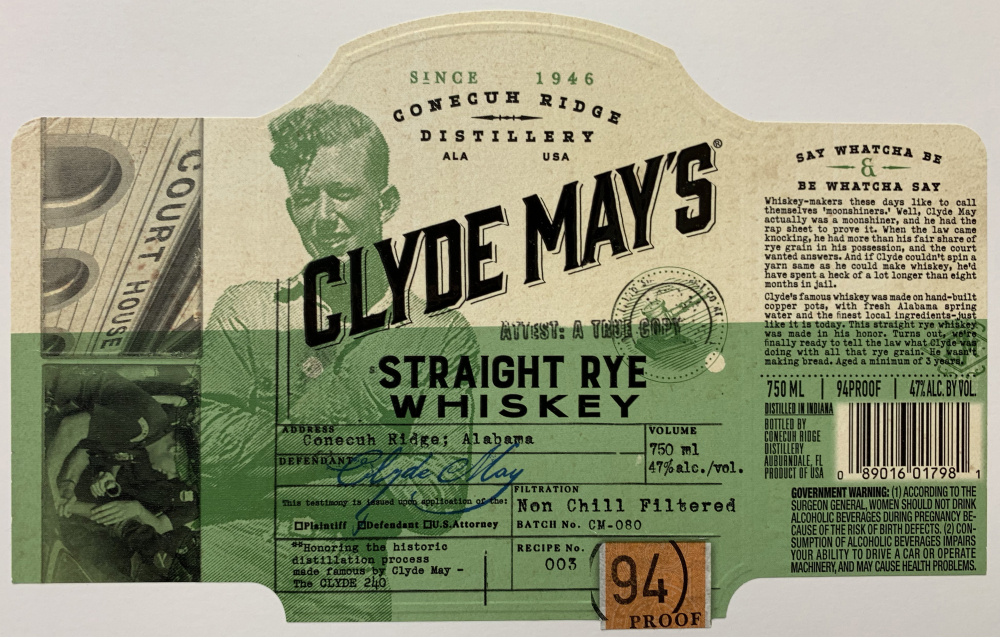 SINCE 1946
CONECUH RIDGE
DISTILLERY
ALA USA
CLYDE MAY'S®
ATTEST: A TRUE COPY
STRAIGHT RYE
WHISKEY
COURT HOUSE
ADDRESS
Conecuh Ridge; Alabama
VOLUME
750 ml
47% alc./vol.
DEFENDANT
Clyde May
This testimony is issued upon application of the:
Plaintiff Defendant U.S.Attorney
FILTRATION
Non Chill Filtered
BATCH No. CM-080
"Honoring the historic
distillation process
made famous by Clyde May -
The CLYDE 240
RECIPE No.
003
94
PROOF
SAY WHATCHA BE
&
BE WHATCHA SAY
Whiskey-makers these days like to call
themselves 'moonshiners.' Well, Clyde May
actually was a moonshiner, and he had the
rap sheet to prove it. When the law came
knocking, he had more than his fair share of
rye grain in his possession, and the court
wanted answers. And if Clyde couldn't spin a
yarn same as he could make whiskey, he'd
have spent a heck of a lot longer than eight
months in jail.
Clyde's famous whiskey was made on hand-built
copper pots, with fresh Alabama spring
water and the finest local ingredients-just
like it is today. This straight rye whiskey
was made in his honor. Turns out, we're
finally ready to tell the law what Clyde was
doing with all that rye grain. He wasn't
making bread. Aged a minimum of 3 years.
750 ML | 94PROOF | 47% ALC. BY VOL.
DISTILLED IN INDIANA
BOTTLED BY
CONECUH RIDGE
DISTILLERY
AUBURNDALE, FL
PRODUCT OF USA
0 89016 01798 1
GOVERNMENT WARNING: (1) ACCORDING TO THE
SURGEON GENERAL, WOMEN SHOULD NOT DRINK
ALCOHOLIC BEVERAGES DURING PREGNANCY BE-
CAUSE OF THE RISK OF BIRTH DEFECTS. (2) CON-
SUMPTION OF ALCOHOLIC BEVERAGES IMPAIRS
YOUR ABILITY TO DRIVE A CAR OR OPERATE
MACHINERY, AND MAY CAUSE HEALTH PROBLEMS.